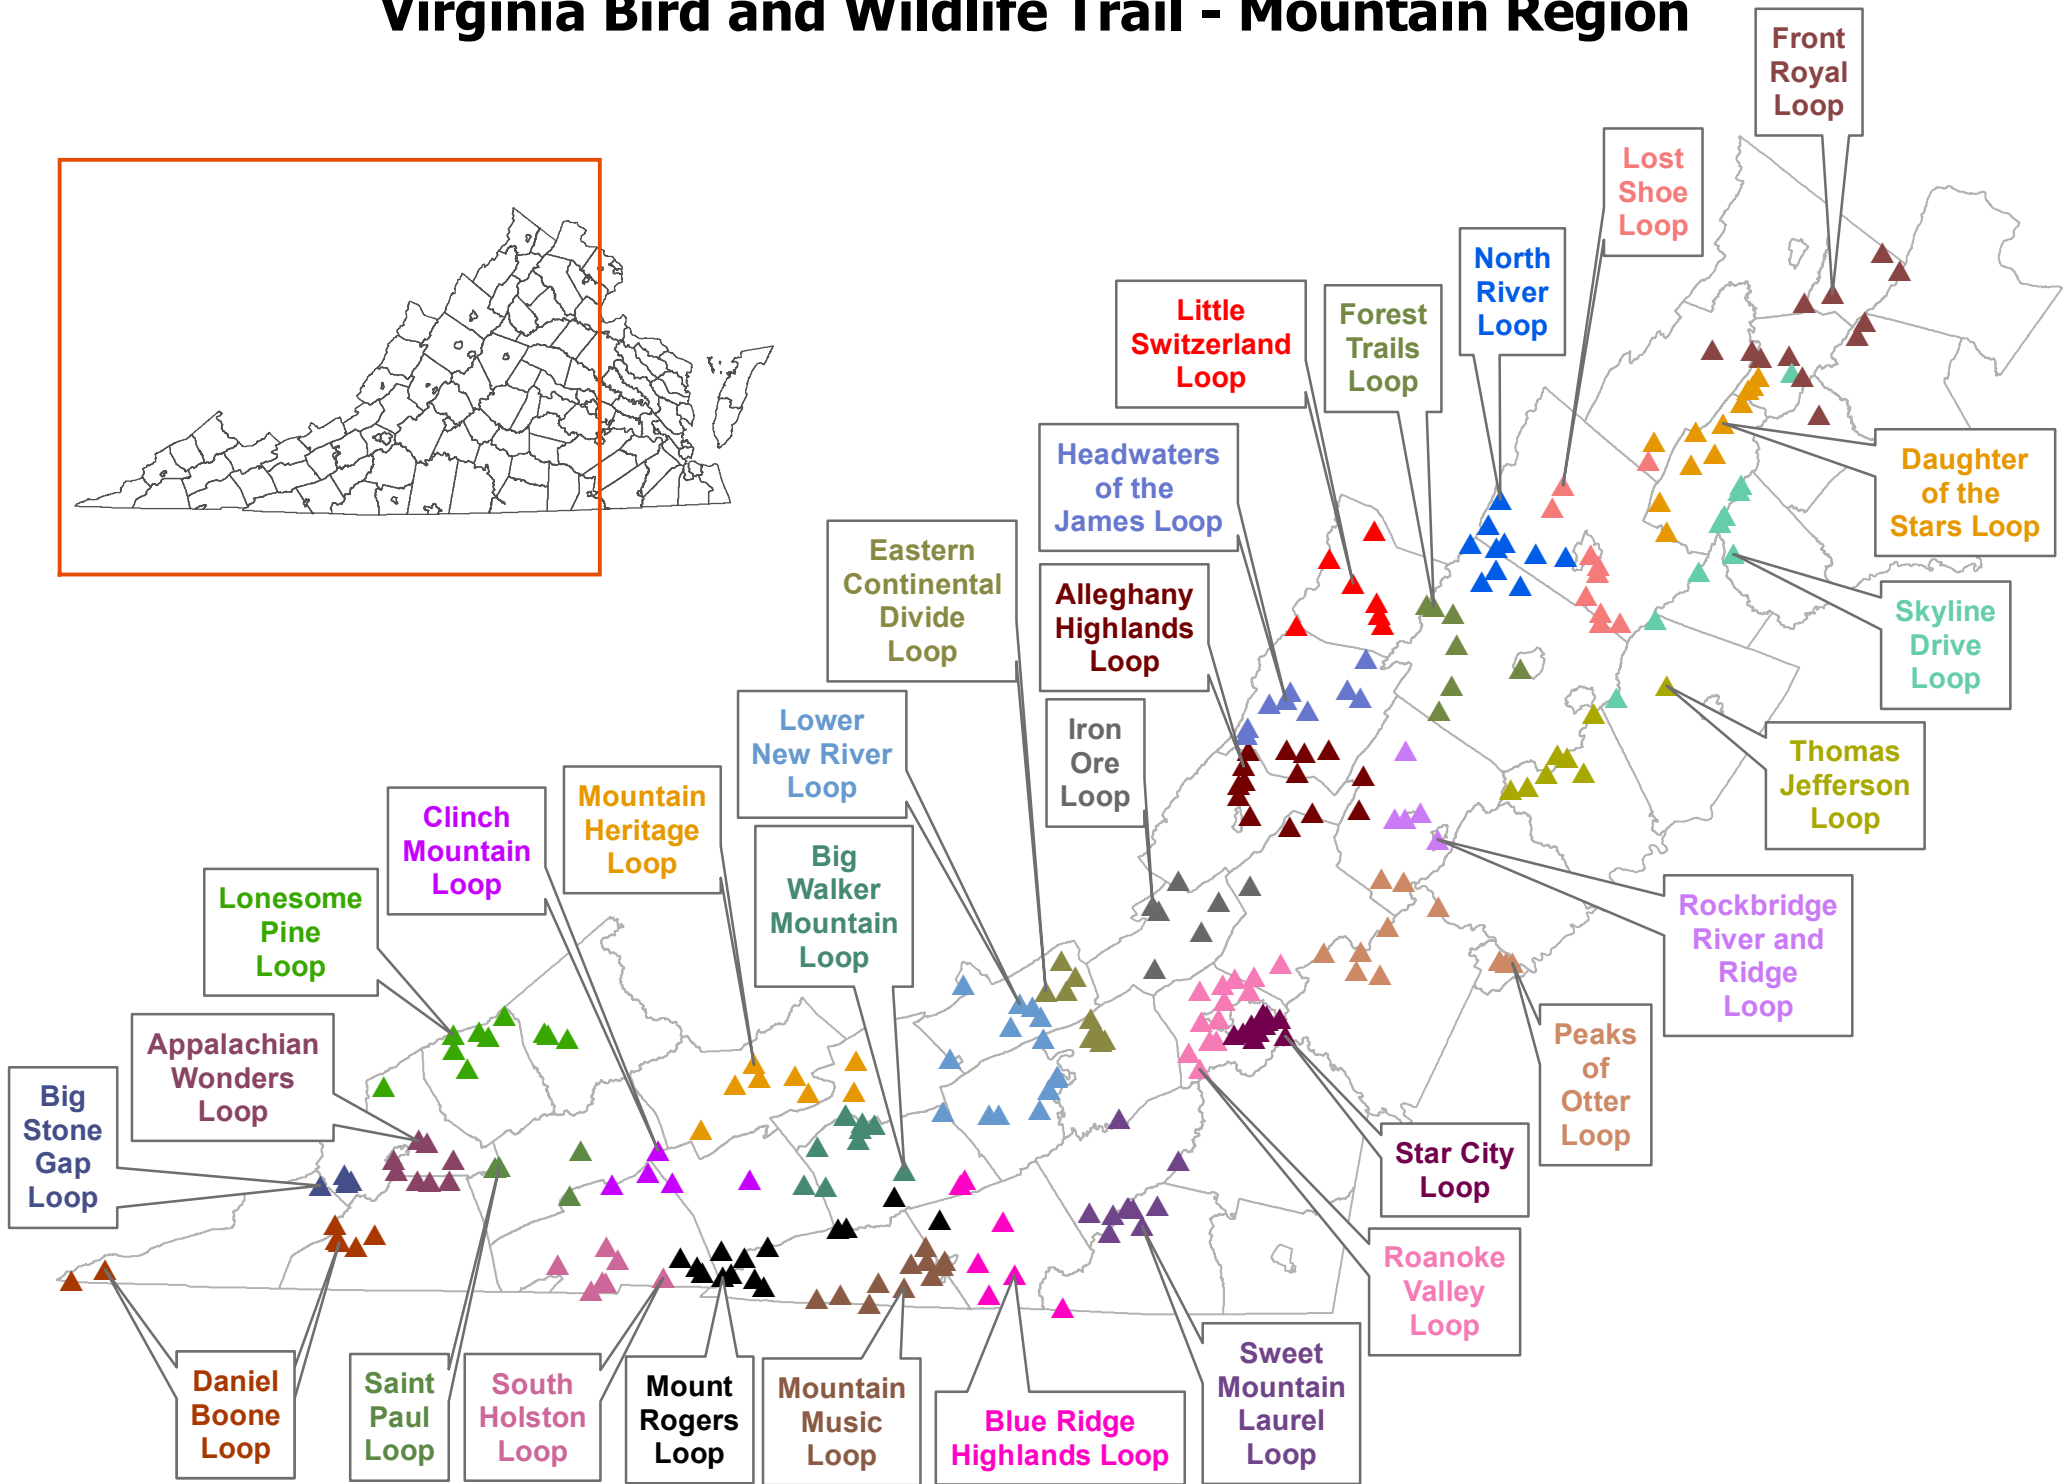 Virginia Bird and Wildlife Trail - Mountain Region
Front
Royal
Loop
Lost
Shoe
Loop
North
River
Loop
Little
Switzerland
Loop
Forest
Trails
Loop
Headwaters
of the
James Loop
Daughter
of the
Stars Loop
Eastern
Continental
Divide
Loop
Alleghany
Highlands
Loop
Skyline
Drive
Loop
Lower
New River
Loop
Iron
Ore
Loop
Thomas
Jefferson
Loop
Mountain
Heritage
Loop
Clinch
Mountain
Loop
Big
Walker
Mountain
Loop
Lonesome
Pine
Loop
Rockbridge
River and
Ridge
Loop
Appalachian
Wonders
Loop
Peaks
of
Otter
Loop
Big
Stone
Gap
Loop
Star City
Loop
Roanoke
Valley
Loop
Daniel
Boone
Loop
Saint
Paul
Loop
South
Holston
Loop
Mount
Rogers
Loop
Mountain
Music
Loop
Blue Ridge
Highlands Loop
Sweet
Mountain
Laurel
Loop